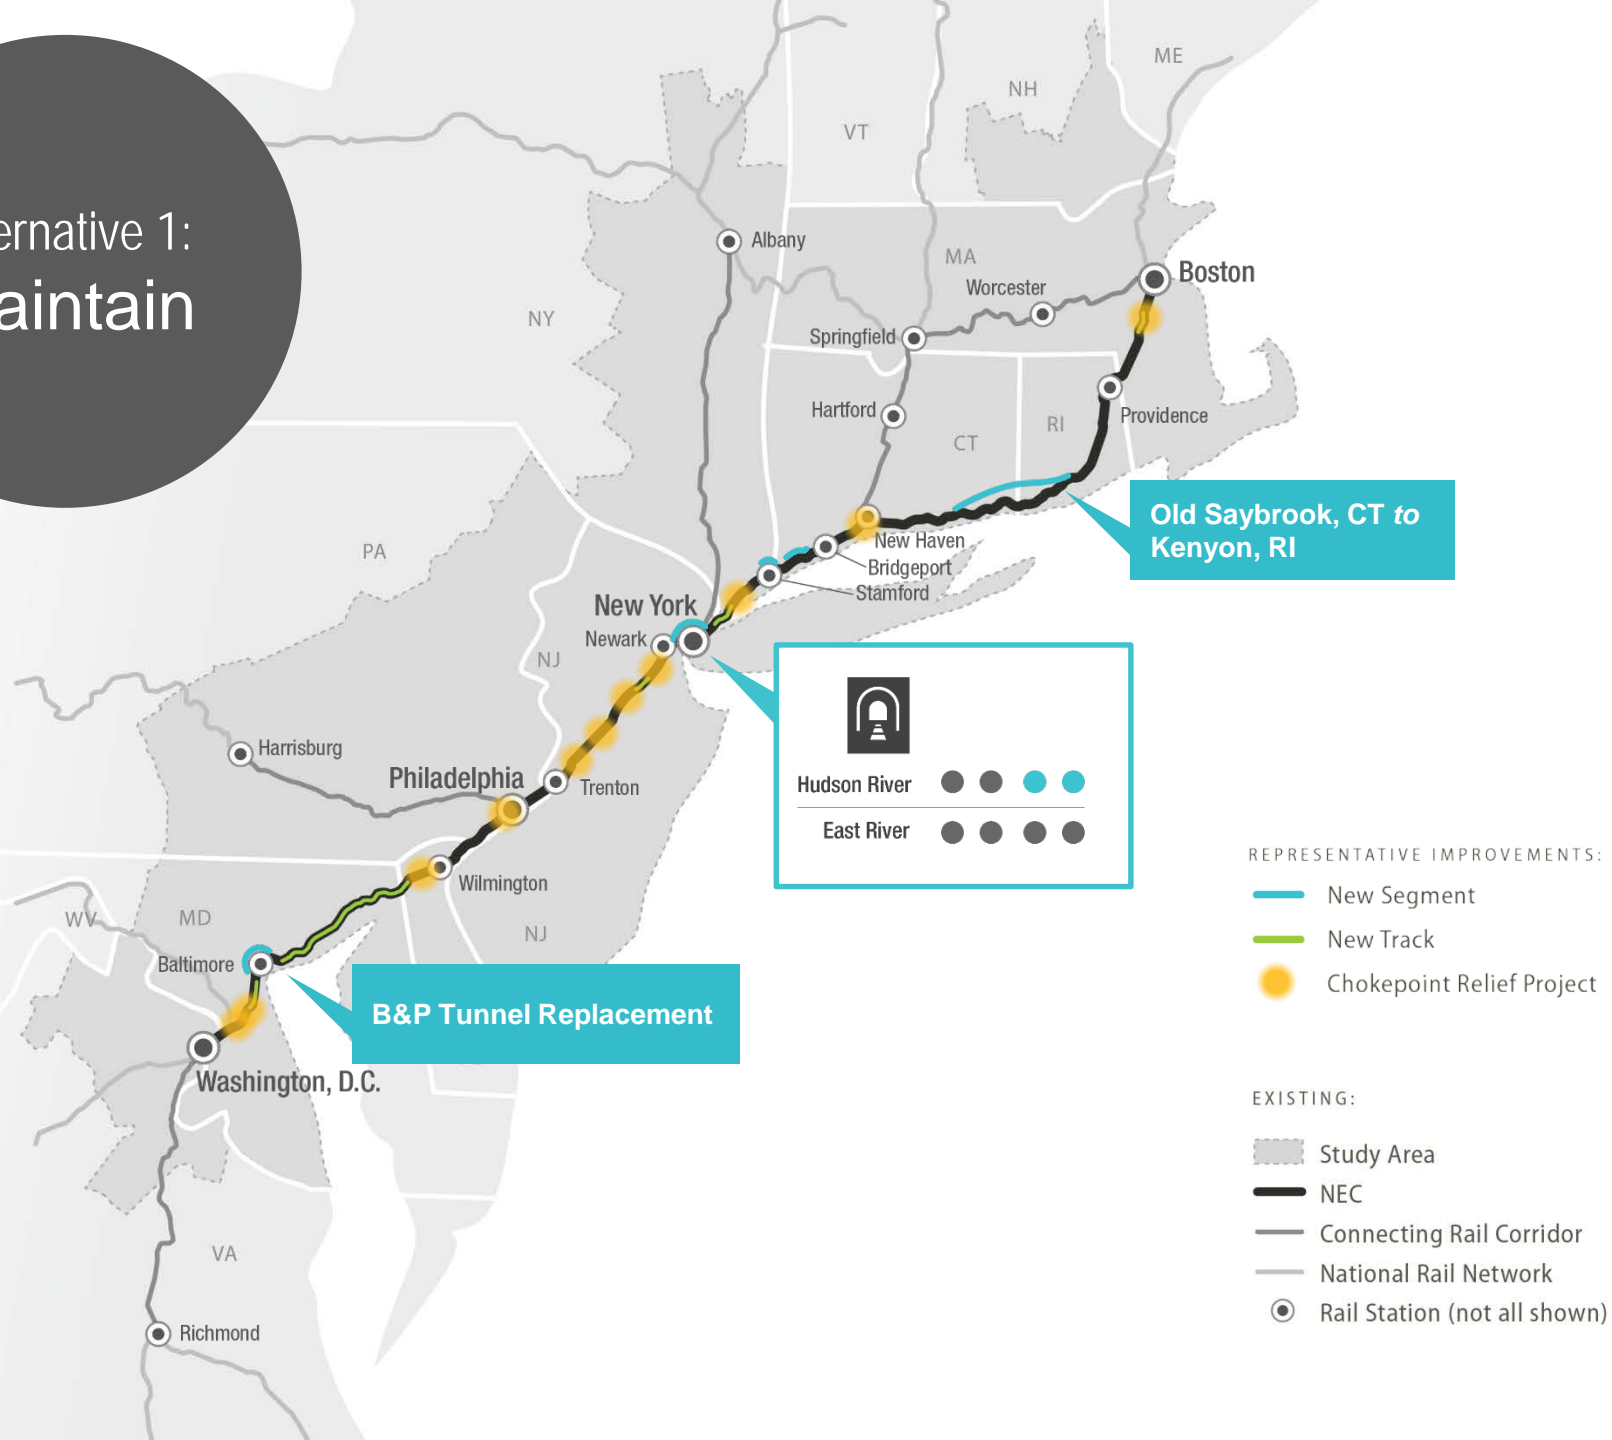 ernative 1:
aintain
ME
NH
VT
Albany
MA
Boston
Worcester
NY
Springfield
Hartford
Providence
RI
CT
Old Saybrook, CT to
Kenyon, RI
New Haven
PA
Bridgeport
Stamford
New York
Newark
NJ
Harrisburg
Philadelphia
Trenton
Hudson River
East River
Wilmington
WV
MD
NJ
Baltimore
B&P Tunnel Replacement
Washington, D.C.
VA
Richmond
REPRESENTATIVE IMPROVEMENTS:
New Segment
New Track
Chokepoint Relief Project
EXISTING:
Study Area
NEC
Connecting Rail Corridor
National Rail Network
Rail Station (not all shown)